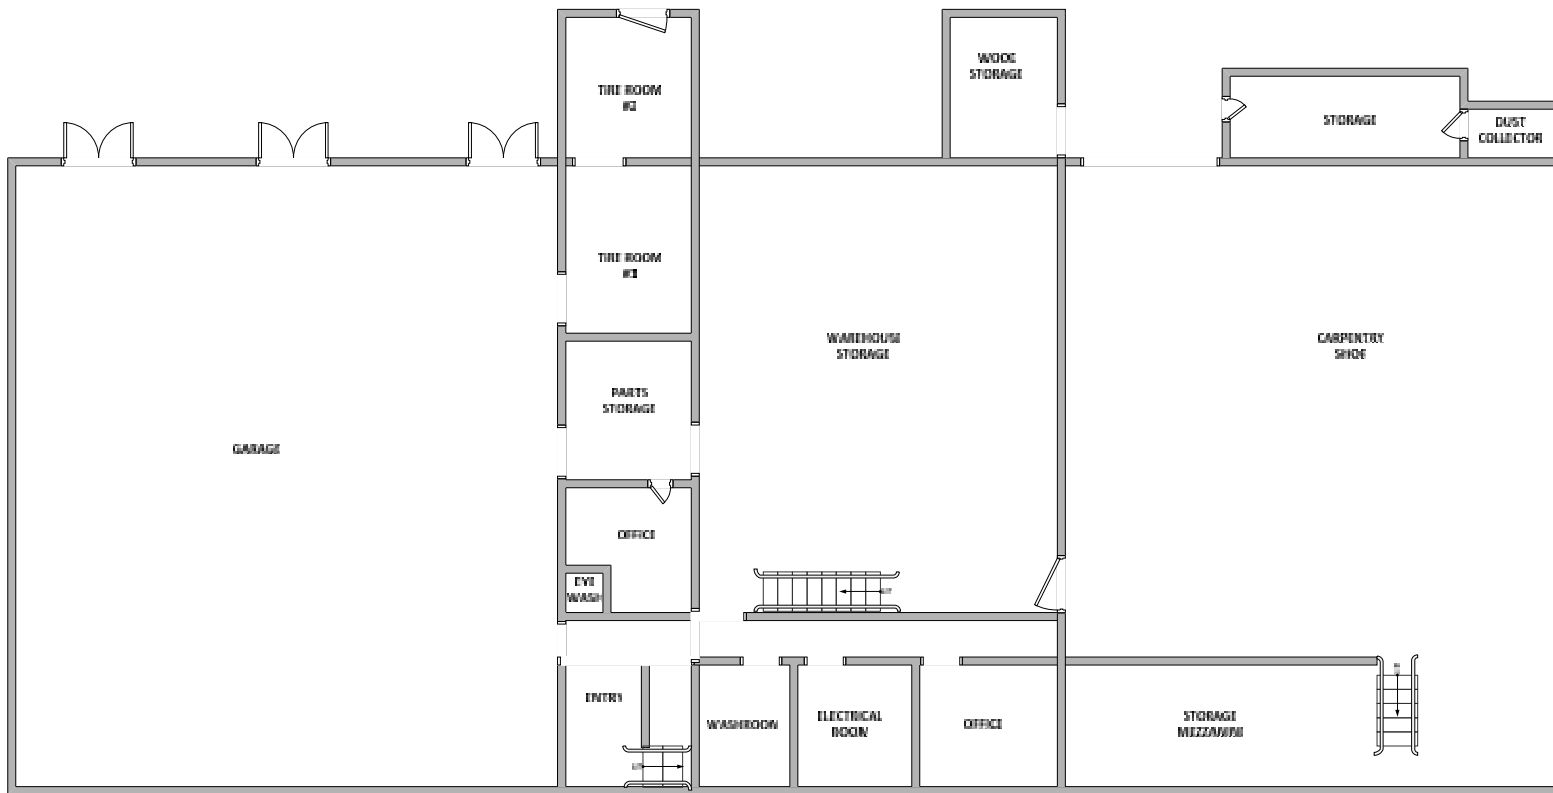 TIRE ROOM
#2
WOOD
STORAGE
STORAGE
DUST
COLLECTOR
TIRE ROOM
#1
WAREHOUSE
STORAGE
CARPENTRY
SHOP
PARTS
STORAGE
GARAGE
OFFICE
EYE
WASH
ENTRY
WASHROOM
ELECTRICAL
ROOM
OFFICE
STORAGE
MEZZANINE